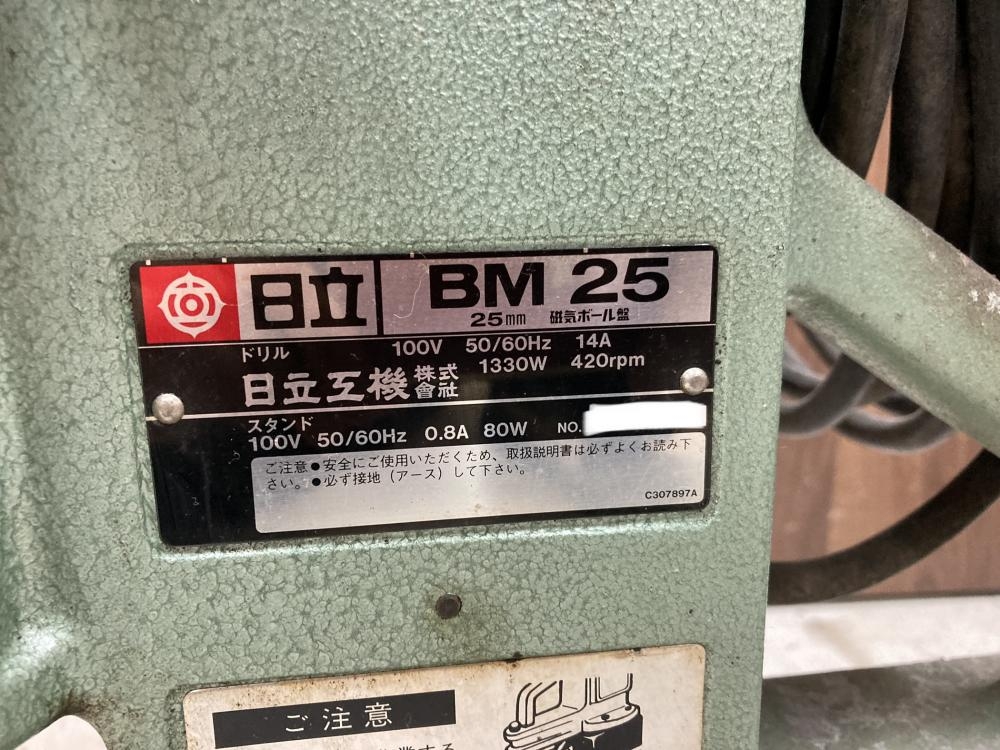 日立 BM 25
25mm 磁気ボール盤
ドリル 100V 50/60Hz 14A
日立工機株式會社 1330W 420rpm
スタンド
100V 50/60Hz 0.8A 80W NO.
ご注意 ●安全にご使用いただくため、取扱説明書は必ずよくお読み下
さい。●必ず接地（アース）して下さい。
C307897A
ご注意